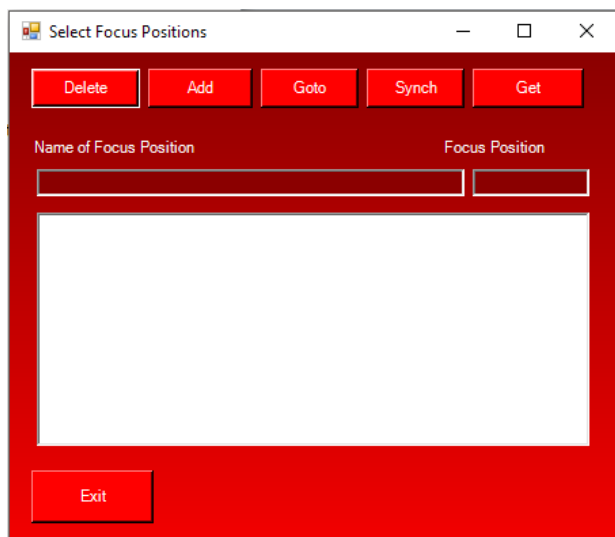 Select Focus Positions
Delete Add Goto Synch Get
Name of Focus Position Focus Position
Exit